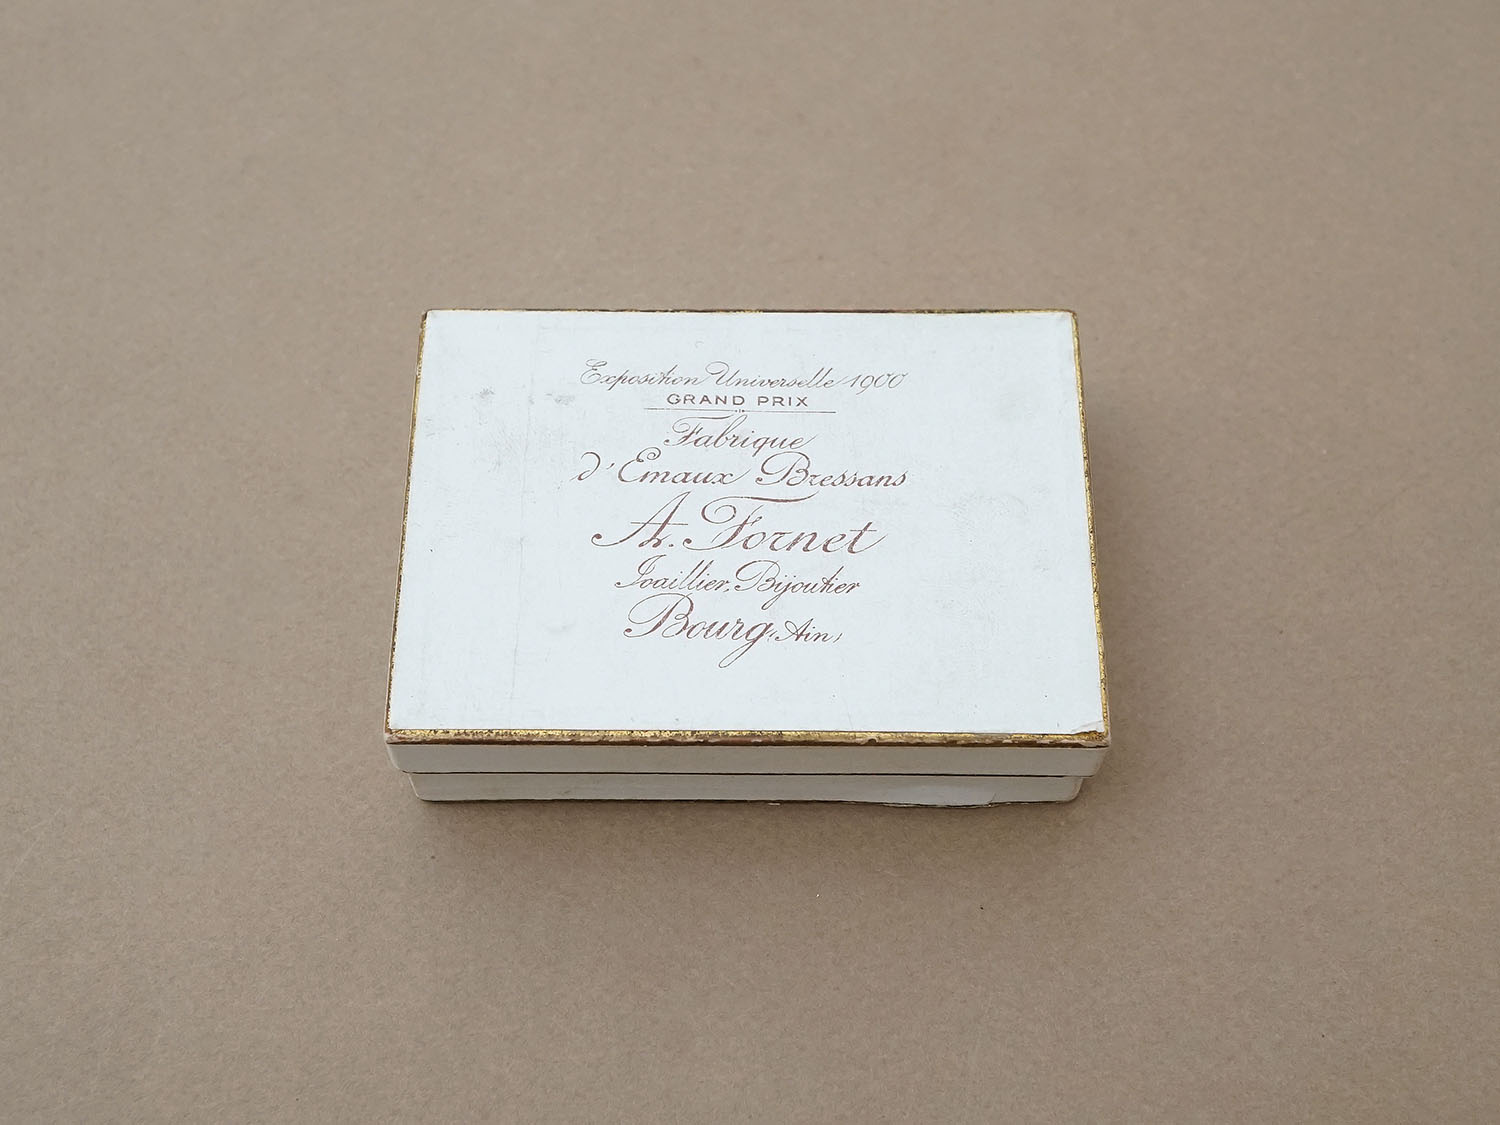 Exposition Universelle 1900
GRAND PRIX
Fabrique
d'Emaux Bressans
A. Fornet
Joaillier, Bijoutier
Bourg (Ain)